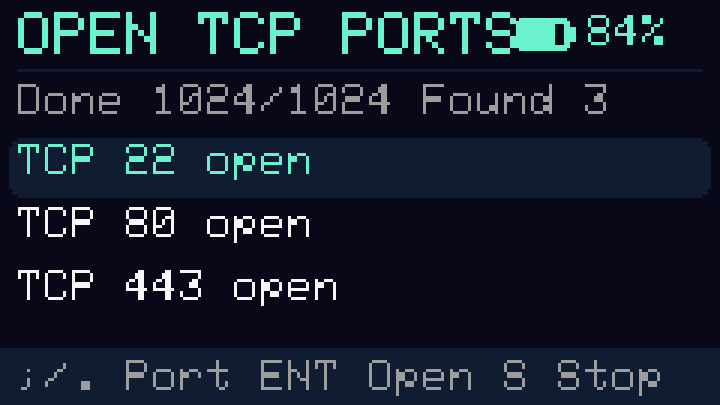 OPEN TCP PORTS 84%
Done 1024/1024 Found 3
TCP 22 open
TCP 80 open
TCP 443 open
;/. Port ENT Open S Stop